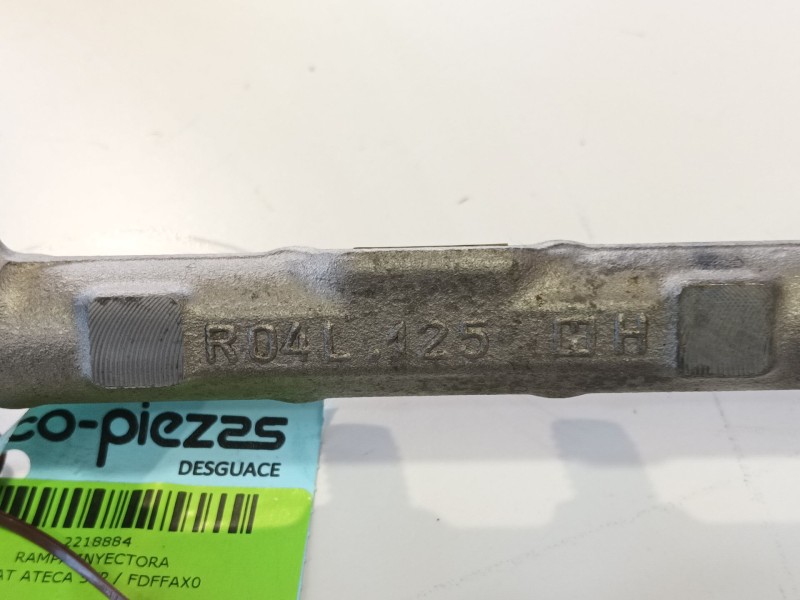 R04L.125 H
co-piezas
DESGUACE
2218884
RAMPA INYECTORA
AT ATECA / FDFFAX0